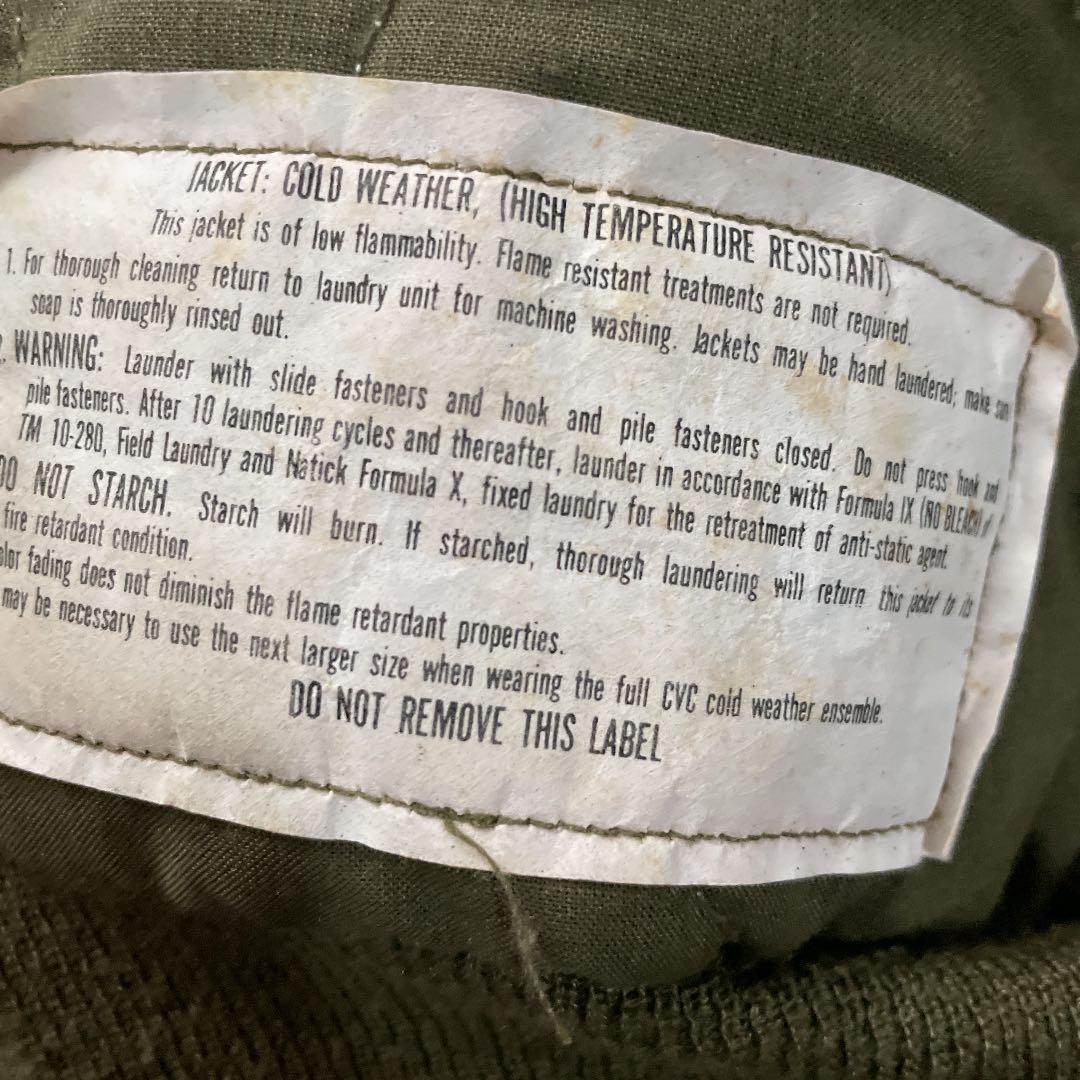 JACKET: COLD WEATHER, (HIGH TEMPERATURE RESISTANT)
This jacket is of low flammability. Flame resistant treatments are not required.
1. For thorough cleaning return to laundry unit for machine washing. Jackets may be hand laundered; make sure
soap is thoroughly rinsed out.
. WARNING: Launder with slide fasteners and hook and pile fasteners closed. Do not press hook and
pile fasteners. After 10 laundering cycles and thereafter, launder in accordance with Formula IX (NO BLEACH) of
TM 10-280, Field Laundry and Natick Formula X, fixed laundry for the retreatment of anti-static agent.
DO NOT STARCH. Starch will burn. If starched, thorough laundering will return this jacket to its
fire retardant condition.
olor fading does not diminish the flame retardant properties.
may be necessary to use the next larger size when wearing the full CVC cold weather ensemble.
DO NOT REMOVE THIS LABEL